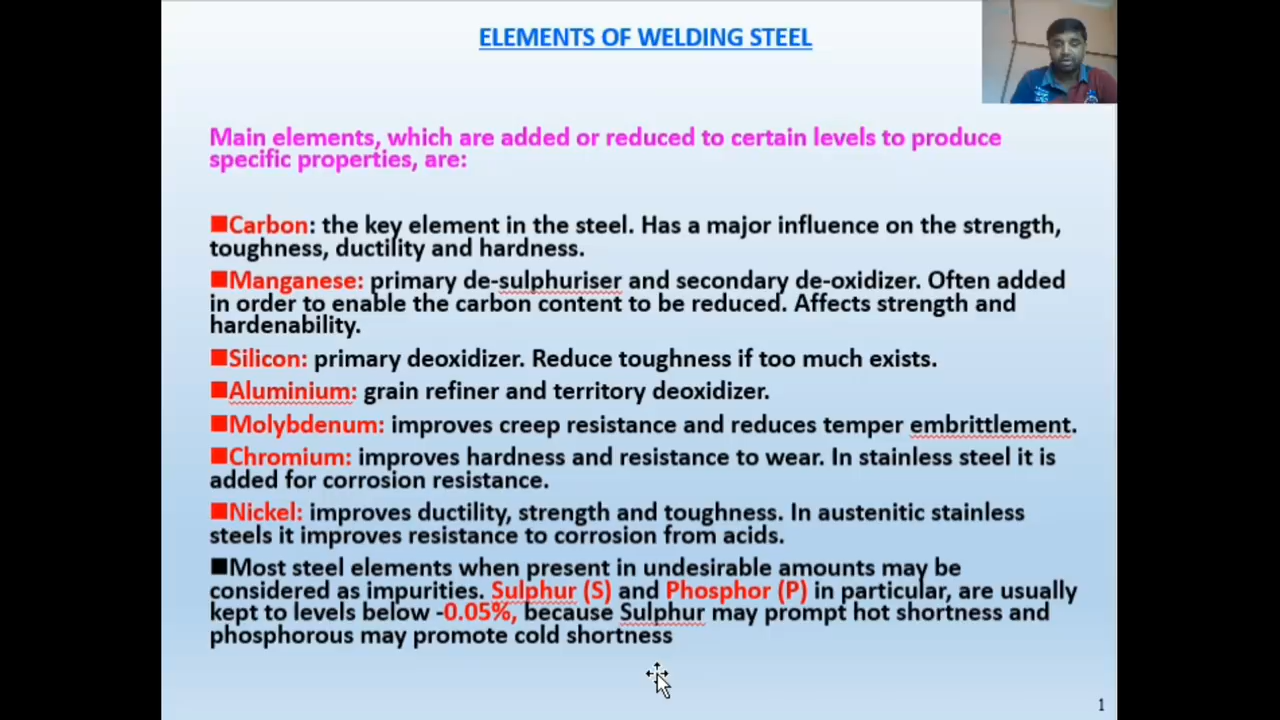 ELEMENTS OF WELDING STEEL
Main elements, which are added or reduced to certain levels to produce
specific properties, are:
■Carbon: the key element in the steel. Has a major influence on the strength,
toughness, ductility and hardness.
■Manganese: primary de-sulphuriser and secondary de-oxidizer. Often added
in order to enable the carbon content to be reduced. Affects strength and
hardenability.
■Silicon: primary deoxidizer. Reduce toughness if too much exists.
■Aluminium: grain refiner and territory deoxidizer.
■Molybdenum: improves creep resistance and reduces temper embrittlement.
■Chromium: improves hardness and resistance to wear. In stainless steel it is
added for corrosion resistance.
■Nickel: improves ductility, strength and toughness. In austenitic stainless
steels it improves resistance to corrosion from acids.
■Most steel elements when present in undesirable amounts may be
considered as impurities. Sulphur (S) and Phosphor (P) in particular, are usually
kept to levels below -0.05%, because Sulphur may prompt hot shortness and
phosphorous may promote cold shortness
1